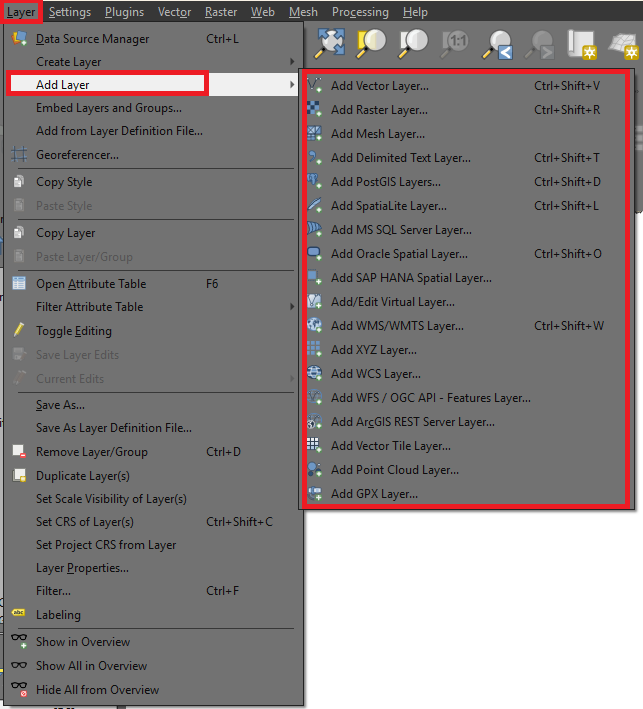 Layer Settings Plugins Vector Raster Web Mesh Processing Help
1:1
Data Source Manager Ctrl+L
Create Layer
Add Layer
Embed Layers and Groups...
Add from Layer Definition File...
Georeferencer...
Copy Style
Paste Style
Copy Layer
Paste Layer/Group
Open Attribute Table F6
Filter Attribute Table
Toggle Editing
Save Layer Edits
Current Edits
Save As...
Save As Layer Definition File...
Remove Layer/Group Ctrl+D
Duplicate Layer(s)
Set Scale Visibility of Layer(s)
Set CRS of Layer(s) Ctrl+Shift+C
Set Project CRS from Layer
Layer Properties...
Filter... Ctrl+F
abc Labeling
Show in Overview
Show All in Overview
Hide All from Overview
Add Vector Layer... Ctrl+Shift+V
Add Raster Layer... Ctrl+Shift+R
Add Mesh Layer...
Add Delimited Text Layer... Ctrl+Shift+T
Add PostGIS Layers... Ctrl+Shift+D
Add SpatiaLite Layer... Ctrl+Shift+L
Add MS SQL Server Layer...
Add Oracle Spatial Layer... Ctrl+Shift+O
Add SAP HANA Spatial Layer...
Add/Edit Virtual Layer...
Add WMS/WMTS Layer... Ctrl+Shift+W
Add XYZ Layer...
Add WCS Layer...
Add WFS / OGC API - Features Layer...
Add ArcGIS REST Server Layer...
Add Vector Tile Layer...
Add Point Cloud Layer...
Add GPX Layer...